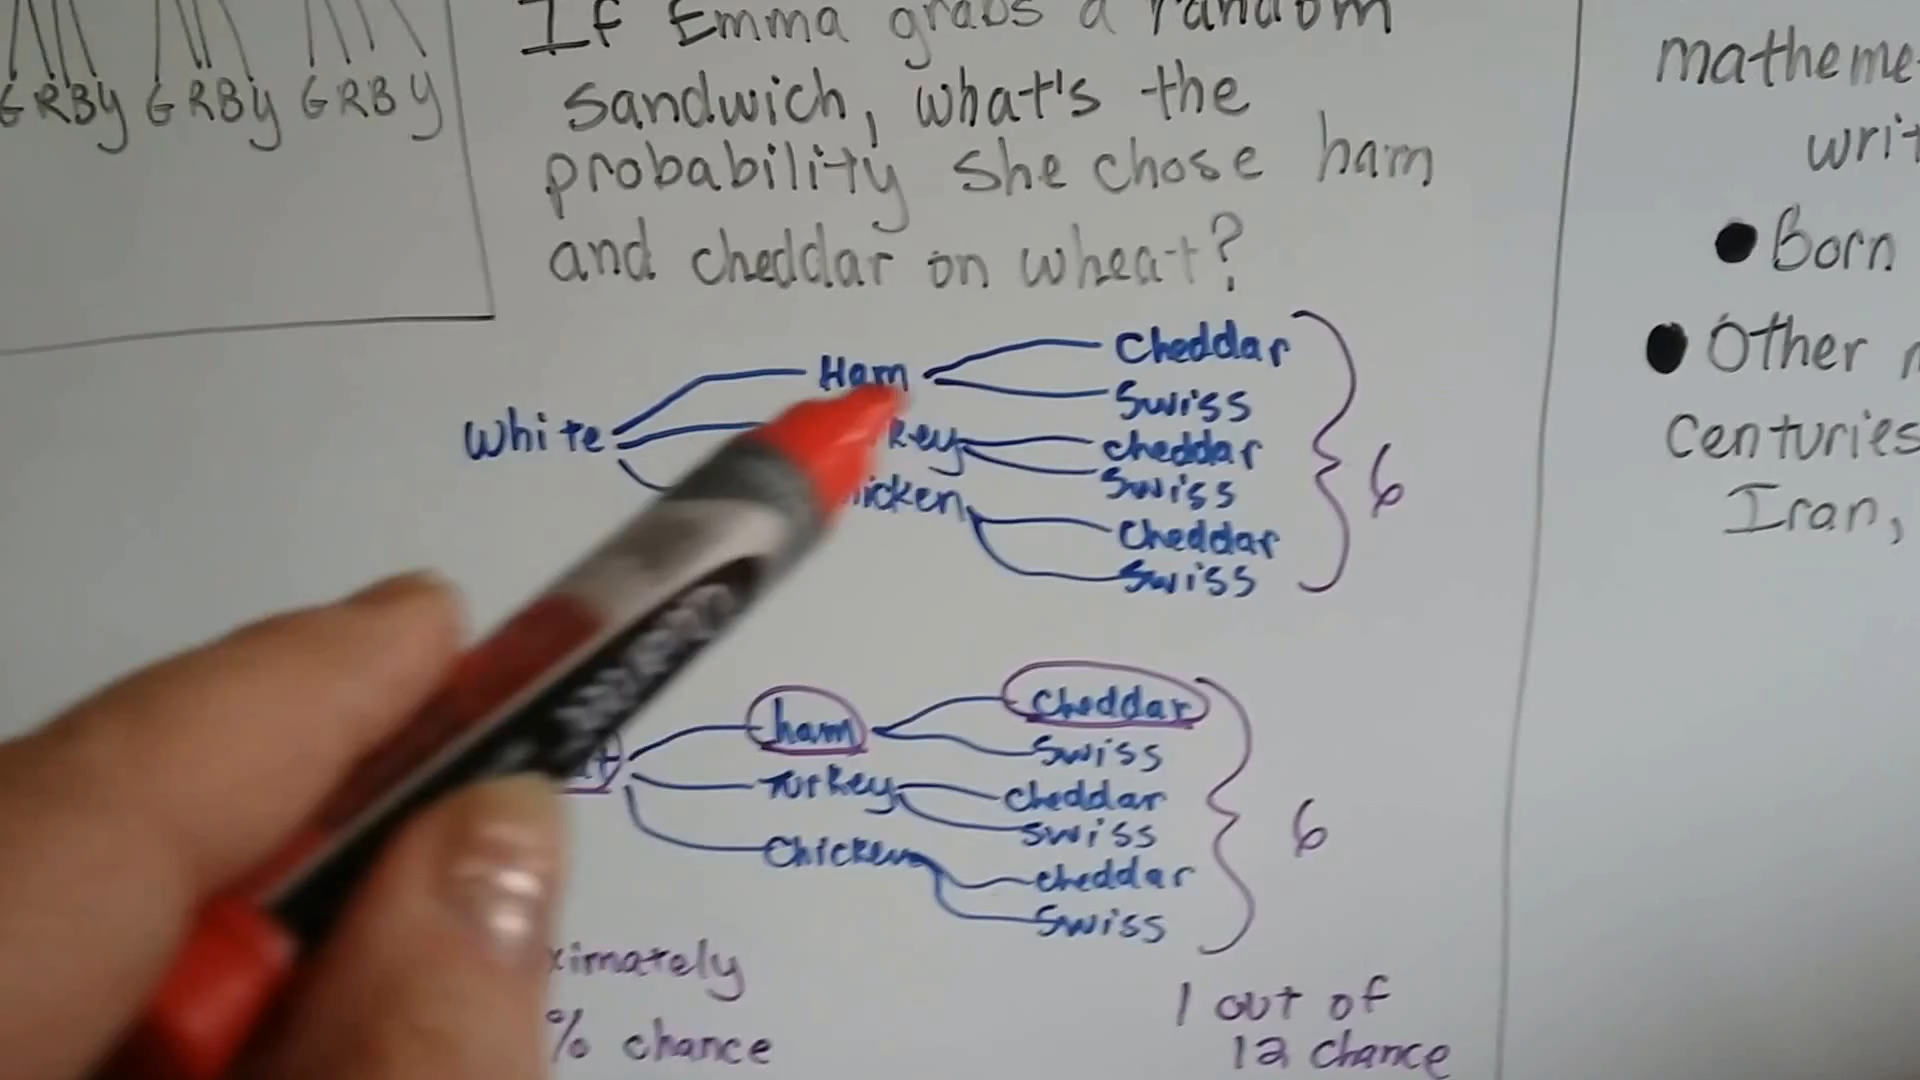 GRBY GRBY GRBY
If Emma grabs a random
sandwich, what's the
probability she chose ham
and cheddar on wheat?
White
Ham
Cheddar
Swiss
cheddar
Swiss
Cheddar
Swiss
6
ham
Cheddar
Swiss
Turkey
cheddar
swiss
Chicken
cheddar
Swiss
6
% chance
1 out of
12 chance
Born
Other
Centuries
Iran,